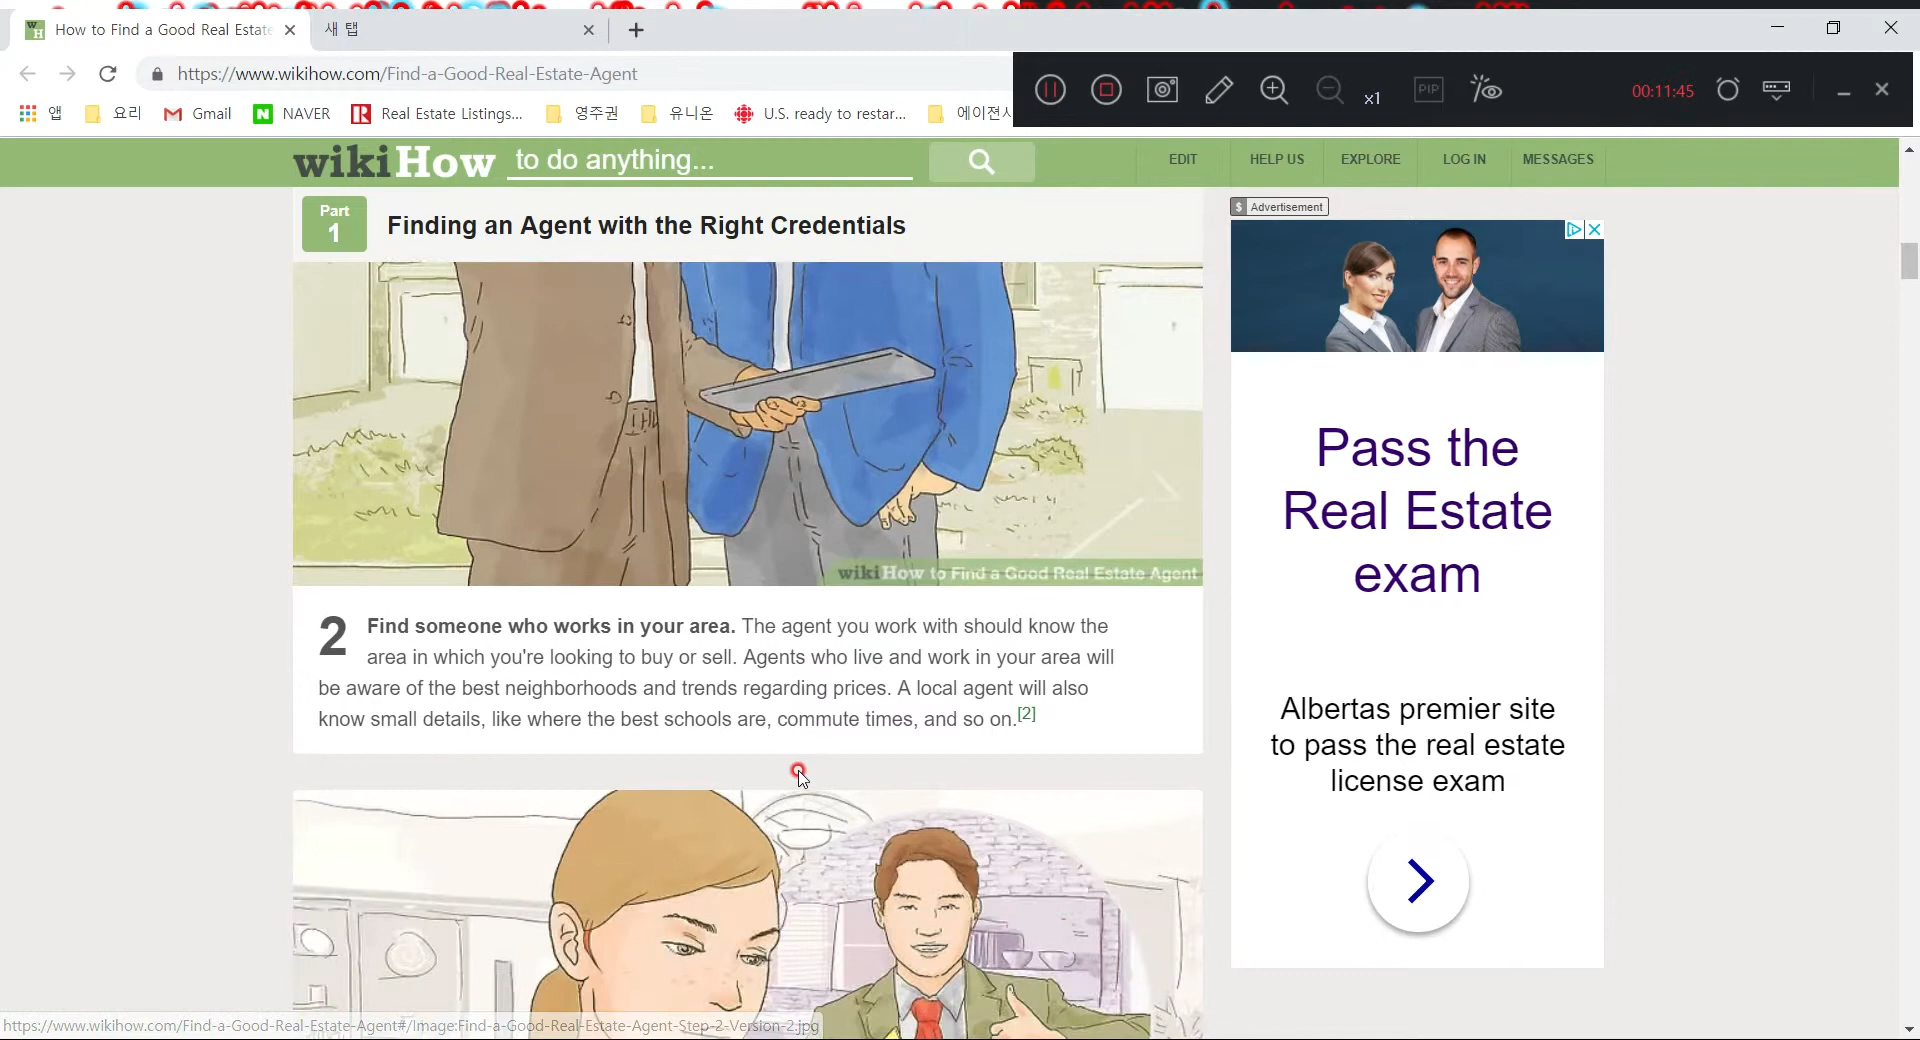 How to Find a Good Real Estate
새 탭
https://www.wikihow.com/Find-a-Good-Real-Estate-Agent
x1
PIP
00:11:45
앱
요리
Gmail
NAVER
Real Estate Listings...
영주권
유니온
U.S. ready to restar...
에이젼시
wikiHow to do anything...
EDIT
HELP US
EXPLORE
LOG IN
MESSAGES
Part
1
Finding an Agent with the Right Credentials
$ Advertisement
wikiHow to Find a Good Real Estate Agent
2 Find someone who works in your area. The agent you work with should know the
area in which you're looking to buy or sell. Agents who live and work in your area will
be aware of the best neighborhoods and trends regarding prices. A local agent will also
know small details, like where the best schools are, commute times, and so on.[2]
Pass the
Real Estate
exam
Albertas premier site
to pass the real estate
license exam
https://www.wikihow.com/Find-a-Good-Real-Estate-Agent#/Image:Find-a-Good-Real-Estate-Agent-Step-2-Version-2.jpg